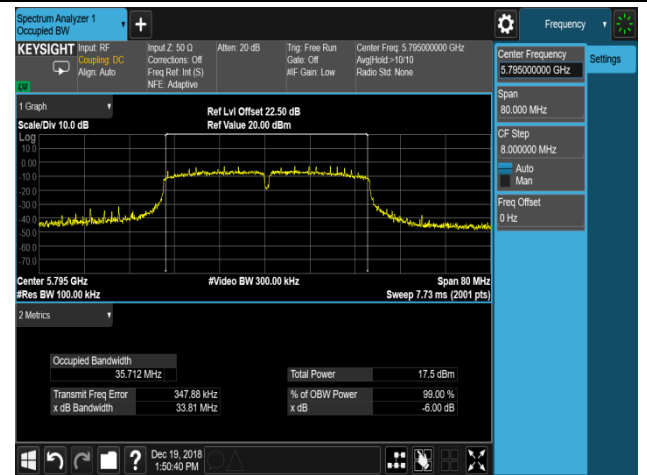 Spectrum Analyzer 1
Occupied BW
Frequency
KEYSIGHT
Input: RF
Coupling: DC
Align: Auto
Input Z: 50 Ω
Corrections: Off
Freq Ref: Int (S)
NFE: Adaptive
Atten: 20 dB
Trig: Free Run
Gate: Off
#IF Gain: Low
Center Freq: 5.795000000 GHz
Avg|Hold:>10/10
Radio Std: None
Center Frequency
5.795000000 GHz
Settings
Span
80.000 MHz
CF Step
8.000000 MHz
Auto
Man
Freq Offset
0 Hz
1 Graph
Scale/Div 10.0 dB
Ref Lvl Offset 22.50 dB
Ref Value 20.00 dBm
Log
10.0
0.00
-10.0
-20.0
-30.0
-40.0
-50.0
-60.0
-70.0
Center 5.795 GHz
#Video BW 300.00 kHz
Span 80 MHz
#Res BW 100.00 kHz
Sweep 7.73 ms (2001 pts)
2 Metrics
Occupied Bandwidth
35.712 MHz
Total Power 17.5 dBm
Transmit Freq Error 347.88 kHz
% of OBW Power 99.00 %
x dB Bandwidth 33.81 MHz
x dB -6.00 dB
?
Dec 19, 2018
1:50:40 PM